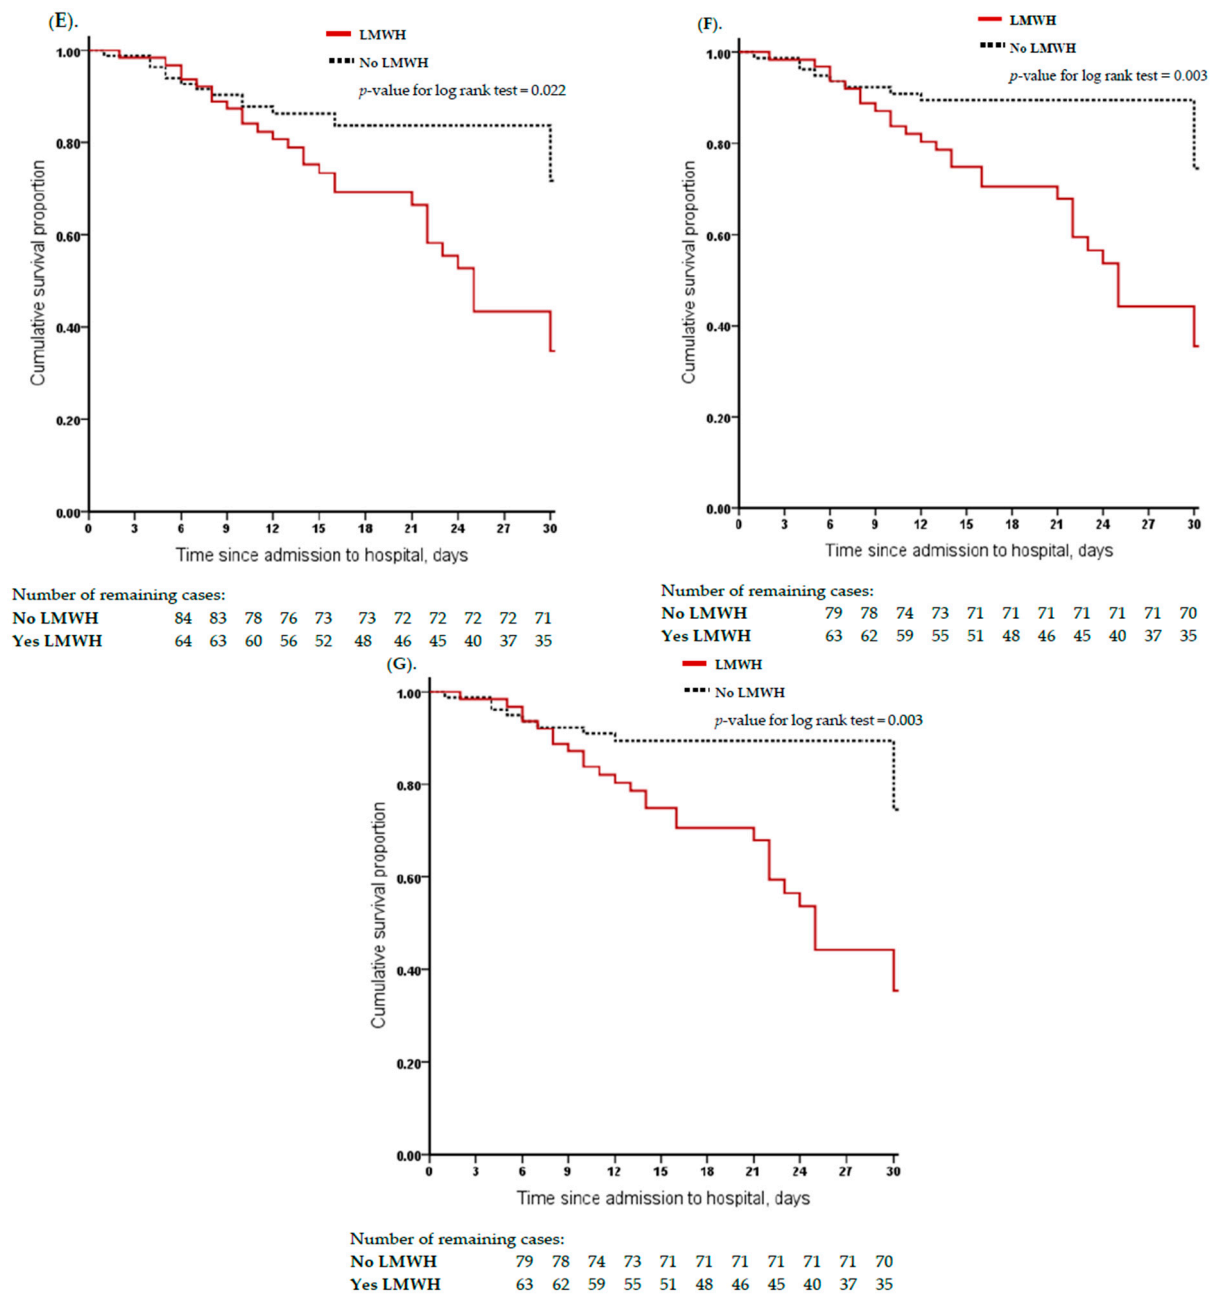 (E).
LMWH
No LMWH
p-value for log rank test = 0.022
1.00
0.80
0.60
0.40
0.20
0.00
Cumulative survival proportion
0 3 6 9 12 15 18 21 24 27 30
Time since admission to hospital, days
Number of remaining cases:
No LMWH 84 83 78 76 73 73 72 72 72 72 71
Yes LMWH 64 63 60 56 52 48 46 45 40 37 35
(F).
LMWH
No LMWH
p-value for log rank test = 0.003
1.00
0.80
0.60
0.40
0.20
0.00
Cumulative survival proportion
0 3 6 9 12 15 18 21 24 27 30
Time since admission to hospital, days
Number of remaining cases:
No LMWH 79 78 74 73 71 71 71 71 71 71 70
Yes LMWH 63 62 59 55 51 48 46 45 40 37 35
(G).
LMWH
No LMWH
p-value for log rank test = 0.003
1.00
0.80
0.60
0.40
0.20
0.00
Cumulative survival proportion
0 3 6 9 12 15 18 21 24 27 30
Time since admission to hospital, days
Number of remaining cases:
No LMWH 79 78 74 73 71 71 71 71 71 71 70
Yes LMWH 63 62 59 55 51 48 46 45 40 37 35